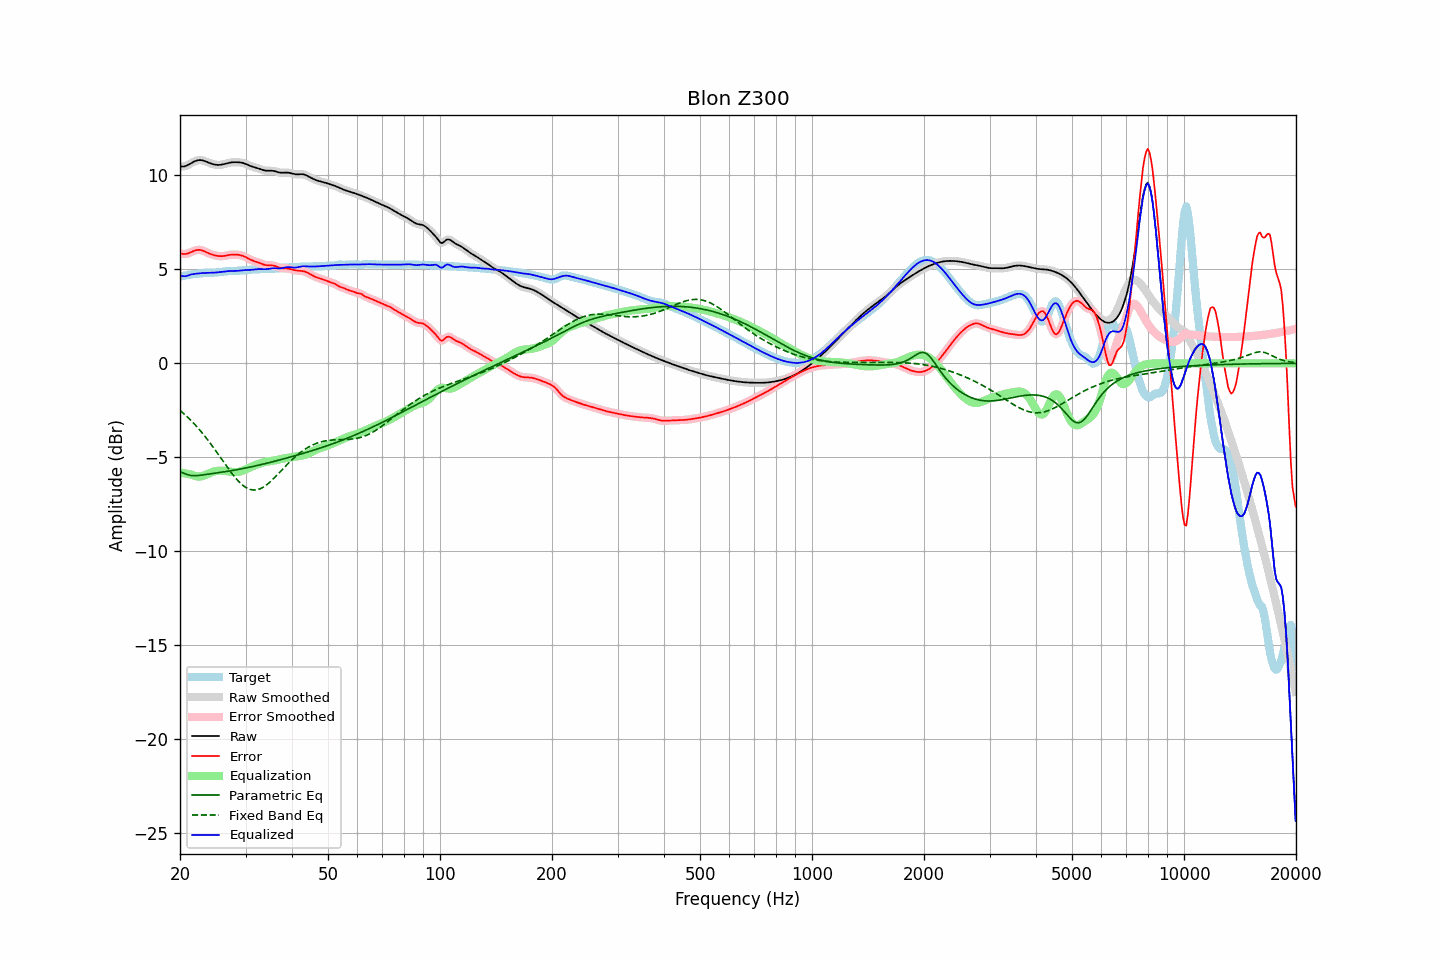 Blon Z300
Amplitude (dBr)
10
5
0
−5
−10
−15
−20
−25
Target
Raw Smoothed
Error Smoothed
Raw
Error
Equalization
Parametric Eq
Fixed Band Eq
Equalized
20
50
100
200
500
1000
2000
5000
10000
20000
Frequency (Hz)